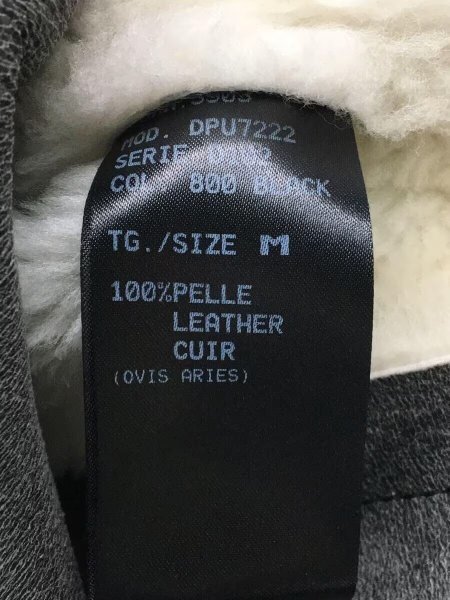 MOD. DPU7222
SERIE
COL. 800 BLACK
TG./SIZE M
100%PELLE
LEATHER
CUIR
(OVIS ARIES)